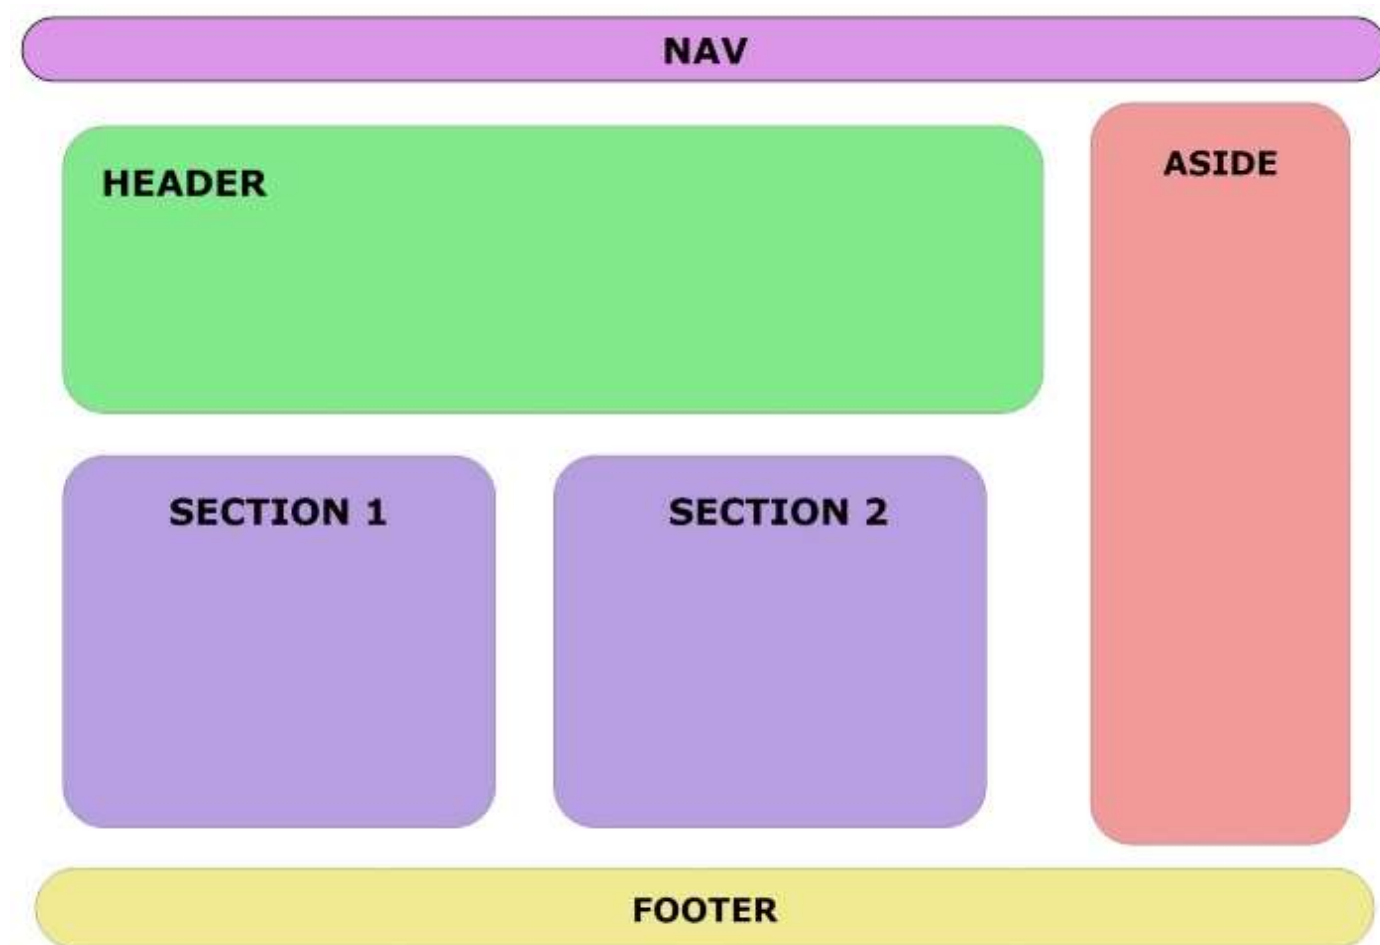 NAV
HEADER
ASIDE
SECTION 1
SECTION 2
FOOTER